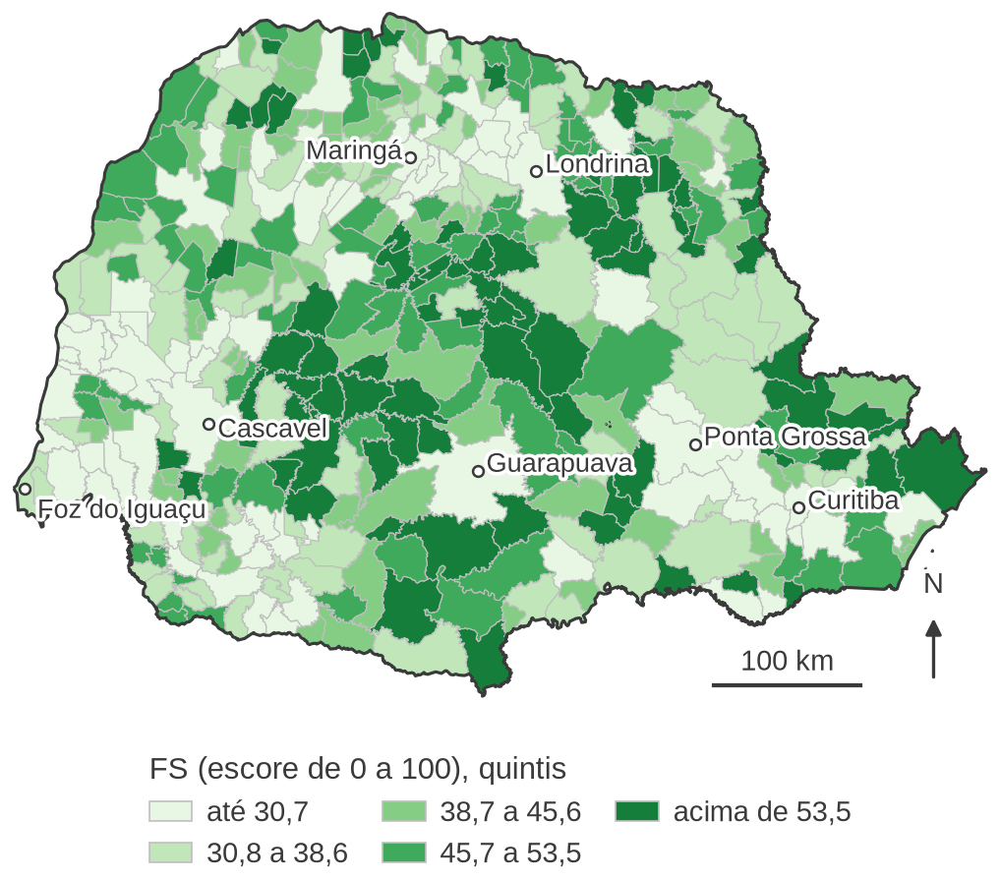 Maringá
Londrina
Cascavel
Ponta Grossa
Guarapuava
Foz do Iguaçu
Curitiba
N
100 km
FS (escore de 0 a 100), quintis
até 30,7
38,7 a 45,6
acima de 53,5
30,8 a 38,6
45,7 a 53,5